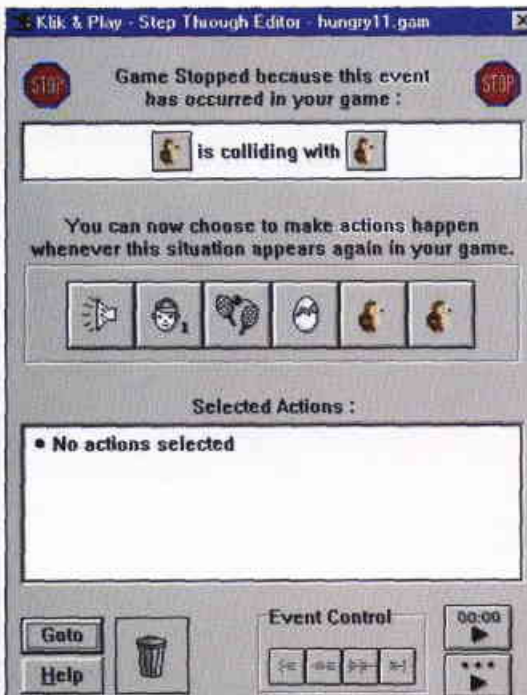 Klik & Play - Step Through Editor - hungry11.gam
STOP
Game Stopped because this event
STOP
has occurred in your game :
is colliding with
You can now choose to make actions happen
whenever this situation appears again in your game.
1
Selected Actions :
• No actions selected
Event Control
00:00
Goto
Help